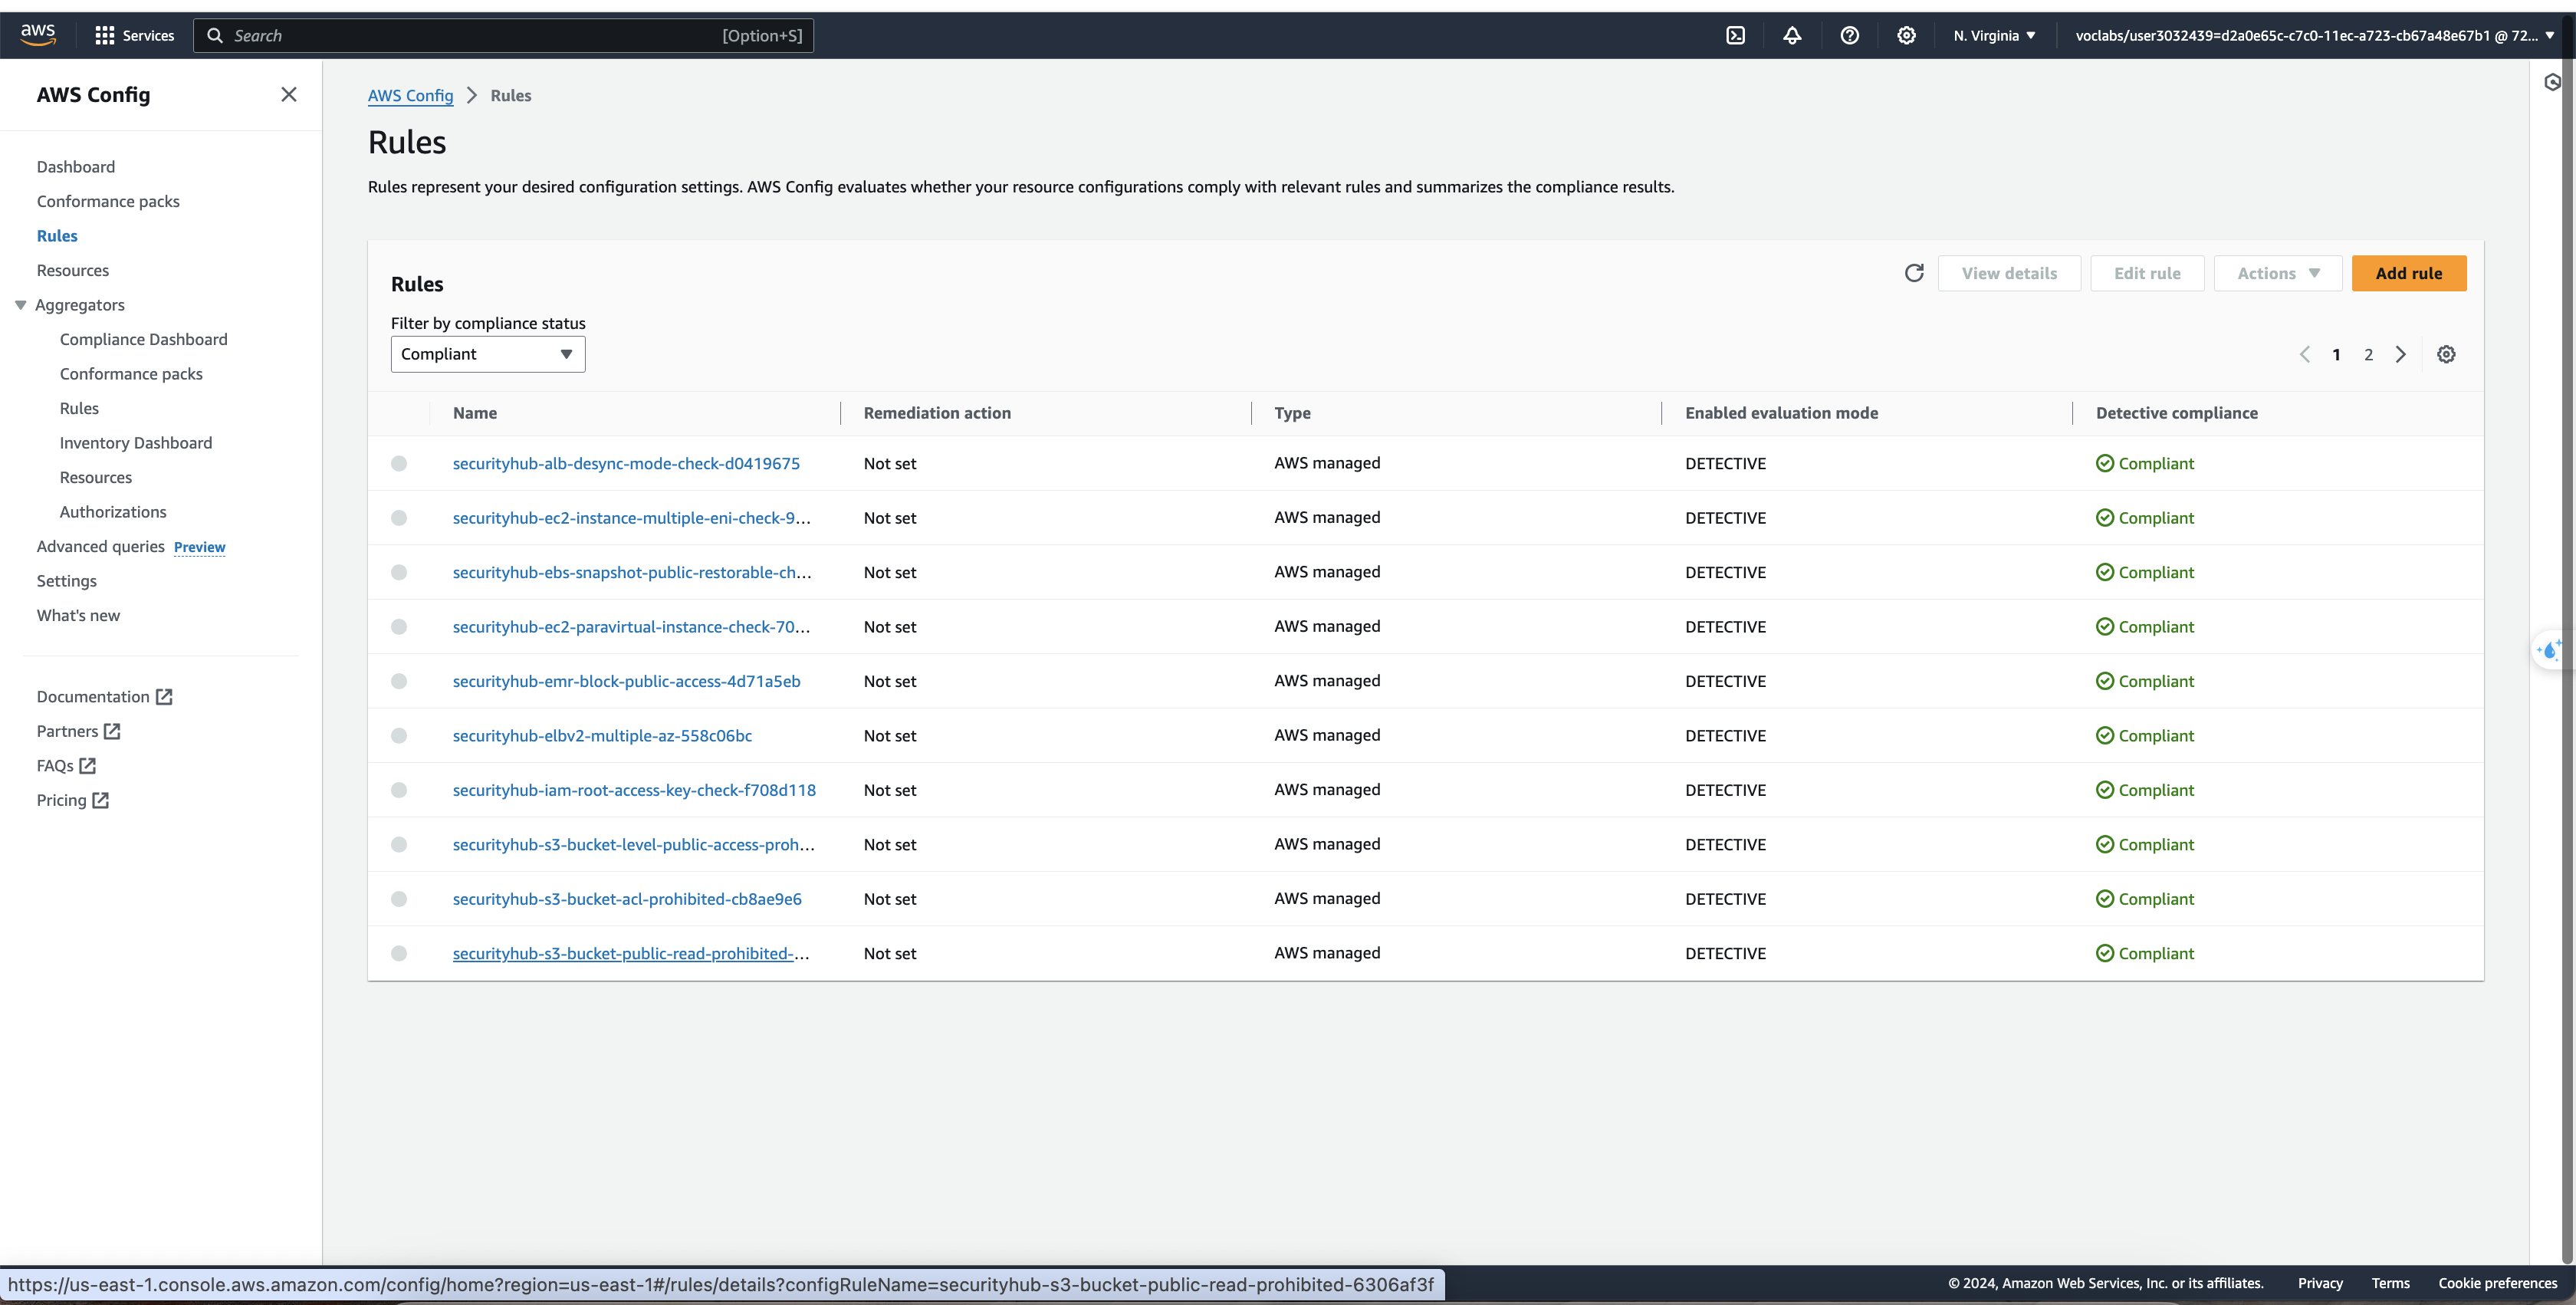 aws
Services
Search [Option+S]
N. Virginia
voclabs/user3032439=d2a0e65c-c7c0-11ec-a723-cb67a48e67b1 @ 72...
AWS Config
Dashboard
Conformance packs
Rules
Resources
Aggregators
Compliance Dashboard
Conformance packs
Rules
Inventory Dashboard
Resources
Authorizations
Advanced queries Preview
Settings
What's new
Documentation
Partners
FAQs
Pricing
AWS Config > Rules
Rules
Rules represent your desired configuration settings. AWS Config evaluates whether your resource configurations comply with relevant rules and summarizes the compliance results.
Rules
View details
Edit rule
Actions
Add rule
Filter by compliance status
Compliant
1 2
Name Remediation action Type Enabled evaluation mode Detective compliance
securityhub-alb-desync-mode-check-d0419675 Not set AWS managed DETECTIVE Compliant
securityhub-ec2-instance-multiple-eni-check-9... Not set AWS managed DETECTIVE Compliant
securityhub-ebs-snapshot-public-restorable-ch... Not set AWS managed DETECTIVE Compliant
securityhub-ec2-paravirtual-instance-check-70... Not set AWS managed DETECTIVE Compliant
securityhub-emr-block-public-access-4d71a5eb Not set AWS managed DETECTIVE Compliant
securityhub-elbv2-multiple-az-558c06bc Not set AWS managed DETECTIVE Compliant
securityhub-iam-root-access-key-check-f708d118 Not set AWS managed DETECTIVE Compliant
securityhub-s3-bucket-level-public-access-proh... Not set AWS managed DETECTIVE Compliant
securityhub-s3-bucket-acl-prohibited-cb8ae9e6 Not set AWS managed DETECTIVE Compliant
securityhub-s3-bucket-public-read-prohibited-... Not set AWS managed DETECTIVE Compliant
https://us-east-1.console.aws.amazon.com/config/home?region=us-east-1#/rules/details?configRuleName=securityhub-s3-bucket-public-read-prohibited-6306af3f
© 2024, Amazon Web Services, Inc. or its affiliates. Privacy Terms Cookie preferences